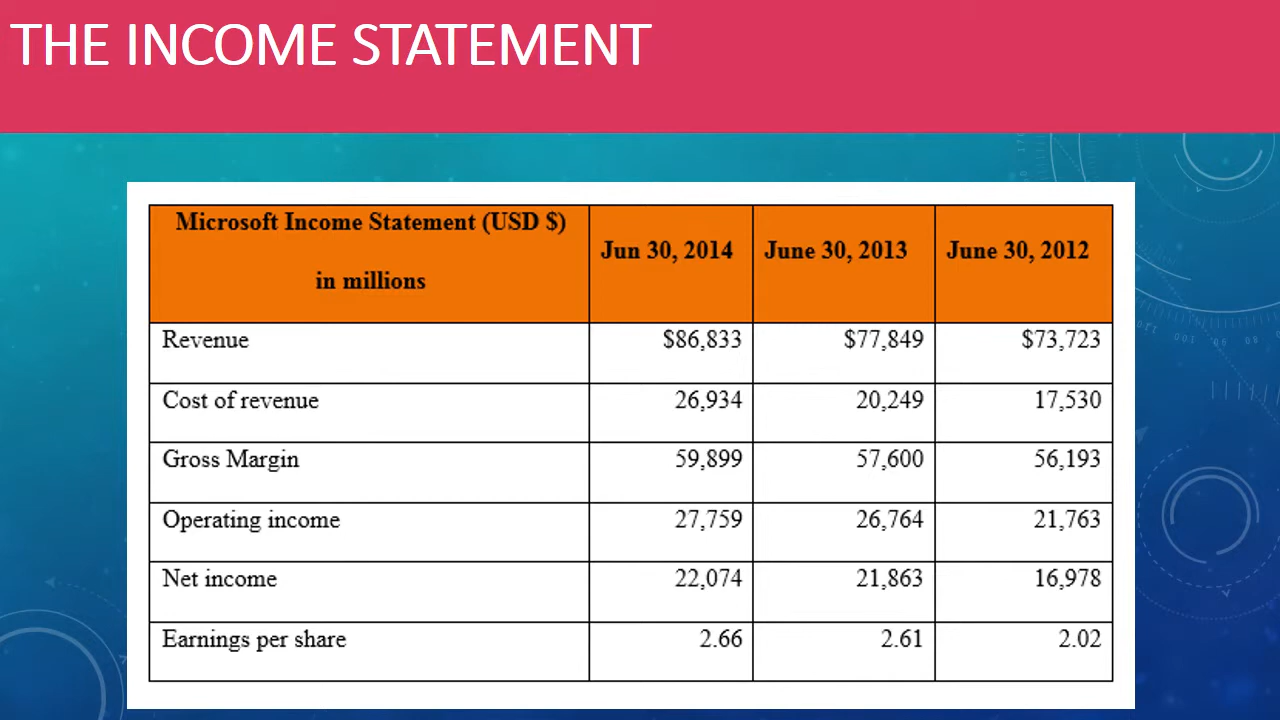 THE INCOME STATEMENT
Microsoft Income Statement (USD $)
in millions
Jun 30, 2014
June 30, 2013
June 30, 2012
Revenue $86,833 $77,849 $73,723
Cost of revenue 26,934 20,249 17,530
Gross Margin 59,899 57,600 56,193
Operating income 27,759 26,764 21,763
Net income 22,074 21,863 16,978
Earnings per share 2.66 2.61 2.02